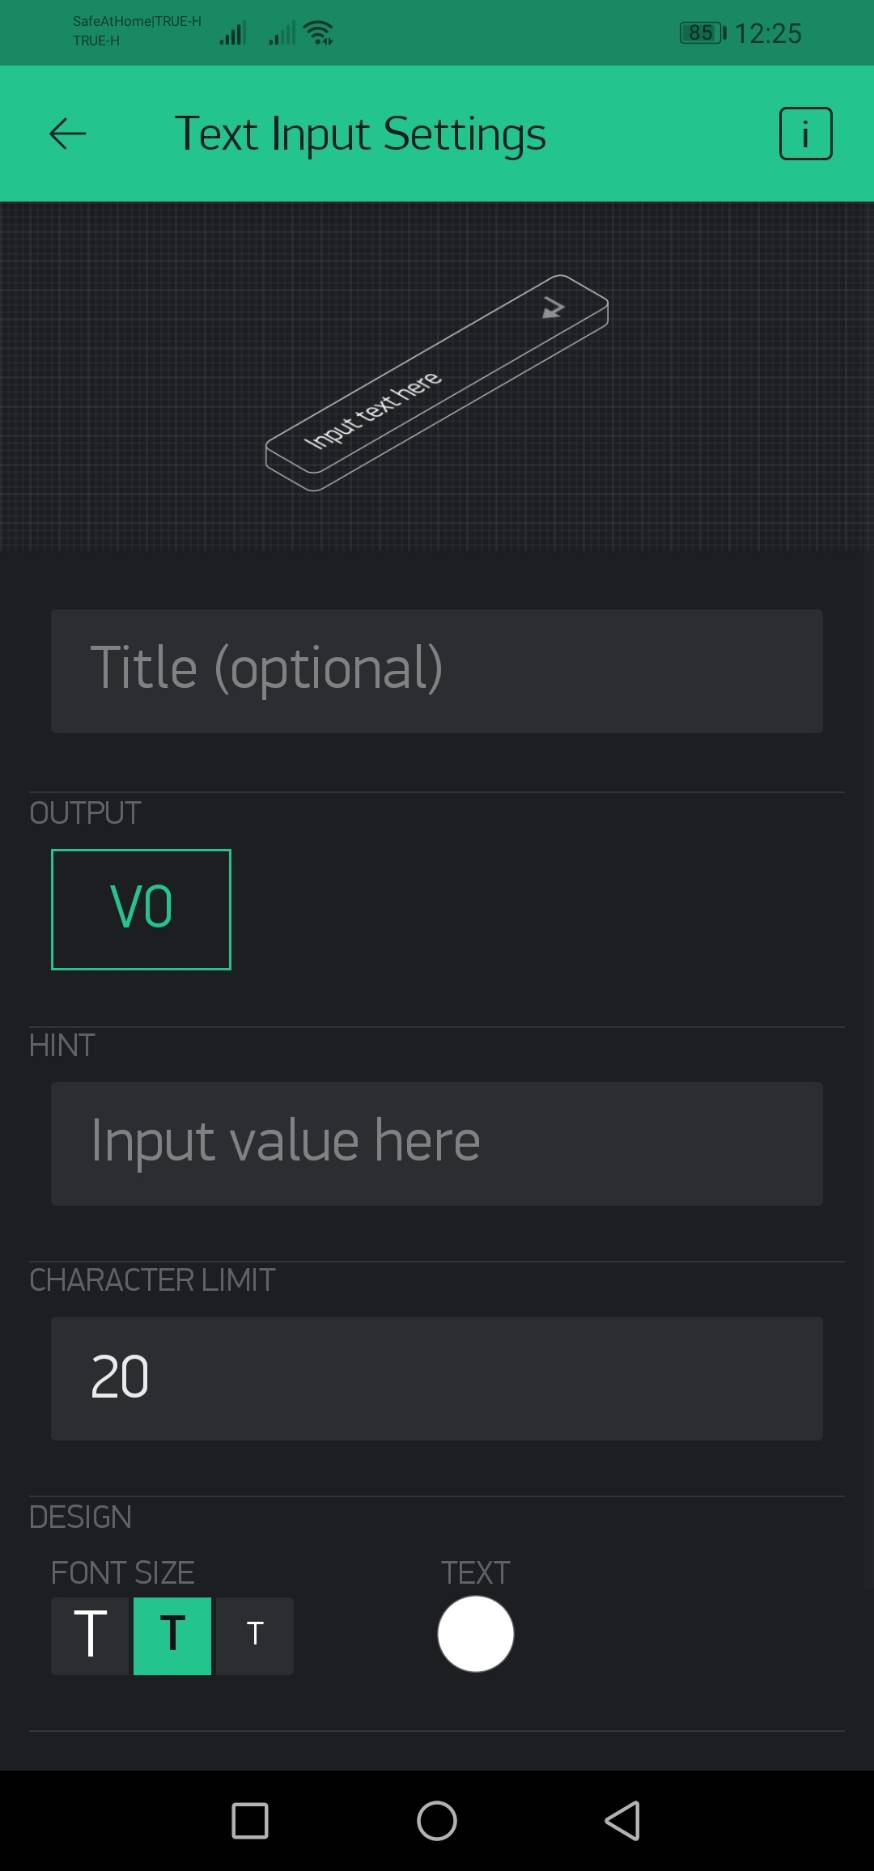 SafeAtHome|TRUE-H
TRUE-H
85 12:25
Text Input Settings
i
Input text here
Title (optional)
OUTPUT
V0
HINT
Input value here
CHARACTER LIMIT
20
DESIGN
FONT SIZE TEXT
T T T